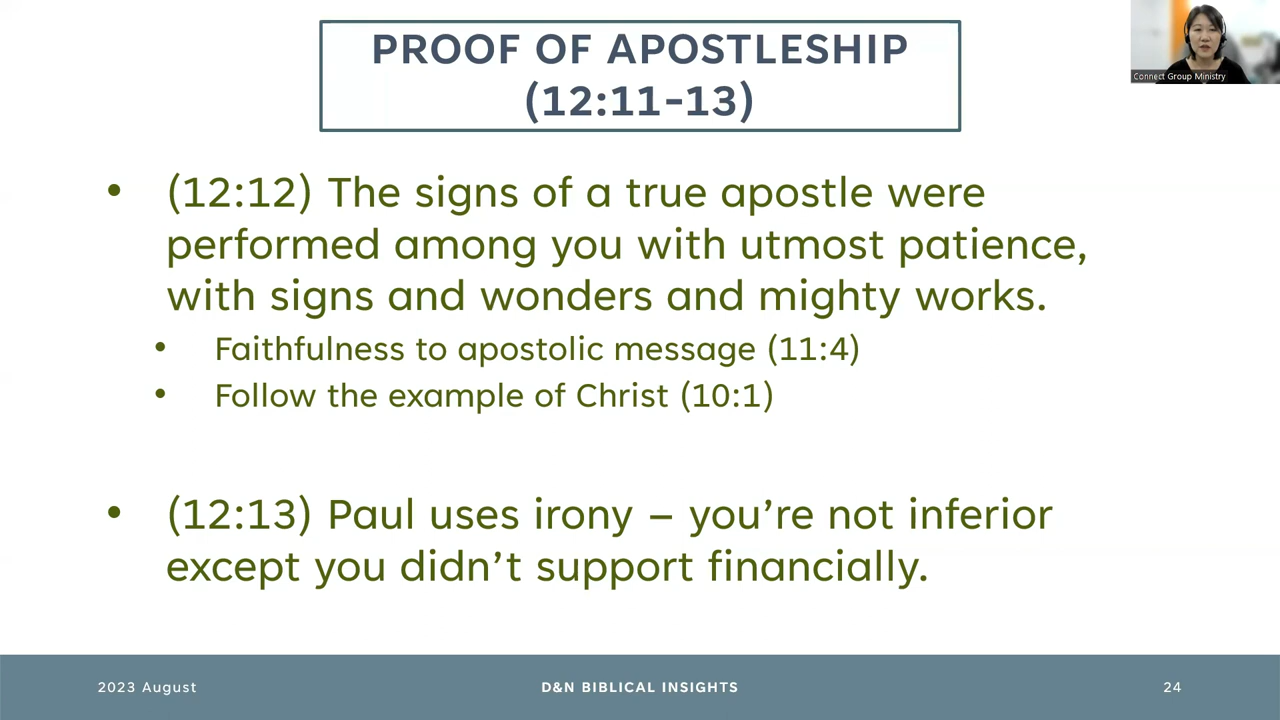 PROOF OF APOSTLESHIP
(12:11-13)
Connect Group Ministry
• (12:12) The signs of a true apostle were
performed among you with utmost patience,
with signs and wonders and mighty works.
• Faithfulness to apostolic message (11:4)
• Follow the example of Christ (10:1)
• (12:13) Paul uses irony – you’re not inferior
except you didn’t support financially.
2023 August
D&N BIBLICAL INSIGHTS
24